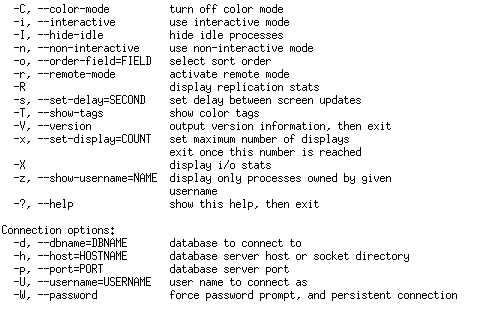 -C, --color-mode turn off color mode
-i, --interactive use interactive mode
-I, --hide-idle hide idle processes
-n, --non-interactive use non-interactive mode
-o, --order-field=FIELD select sort order
-r, --remote-mode activate remote mode
-R display replication stats
-s, --set-delay=SECOND set delay between screen updates
-T, --show-tags show color tags
-V, --version output version information, then exit
-x, --set-display=COUNT set maximum number of displays
exit once this number is reached
-X display i/o stats
-z, --show-username=NAME display only processes owned by given
username
-?, --help show this help, then exit
Connection options:
-d, --dbname=DBNAME database to connect to
-h, --host=HOSTNAME database server host or socket directory
-p, --port=PORT database server port
-U, --username=USERNAME user name to connect as
-W, --password force password prompt, and persistent connection